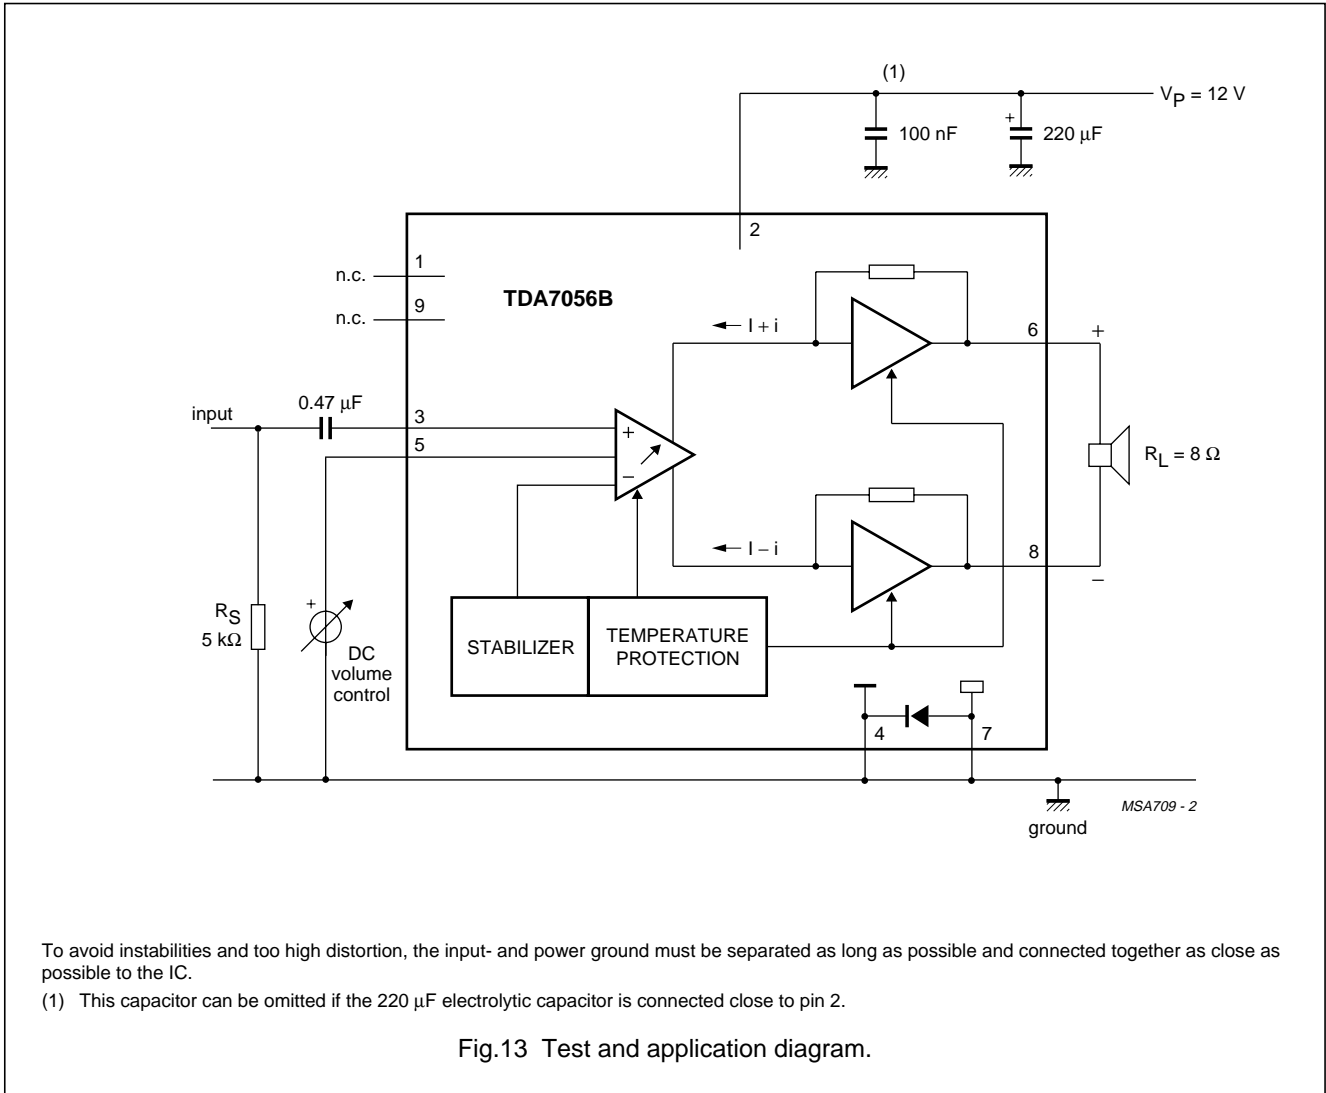 (1)
VP = 12 V
+
100 nF
220 μF
2
1
n.c.
TDA7056B
9
n.c.
I + i
6
+
0.47 μF
input
3
5
+
−
RL = 8 Ω
I − i
8
−
RS
5 kΩ
+
DC
volume
control
STABILIZER
TEMPERATURE
PROTECTION
4
7
MSA709 - 2
ground
To avoid instabilities and too high distortion, the input- and power ground must be separated as long as possible and connected together as close as
possible to the IC.
(1) This capacitor can be omitted if the 220 μF electrolytic capacitor is connected close to pin 2.
Fig.13 Test and application diagram.